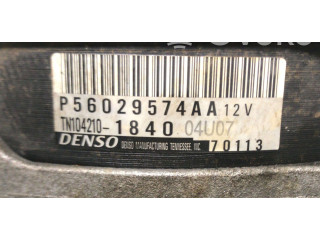 P56029574AA 12V
TN104210-1840 04U07
DENSO DENSO MANUFACTURING TENNESSEE, INC. 70113